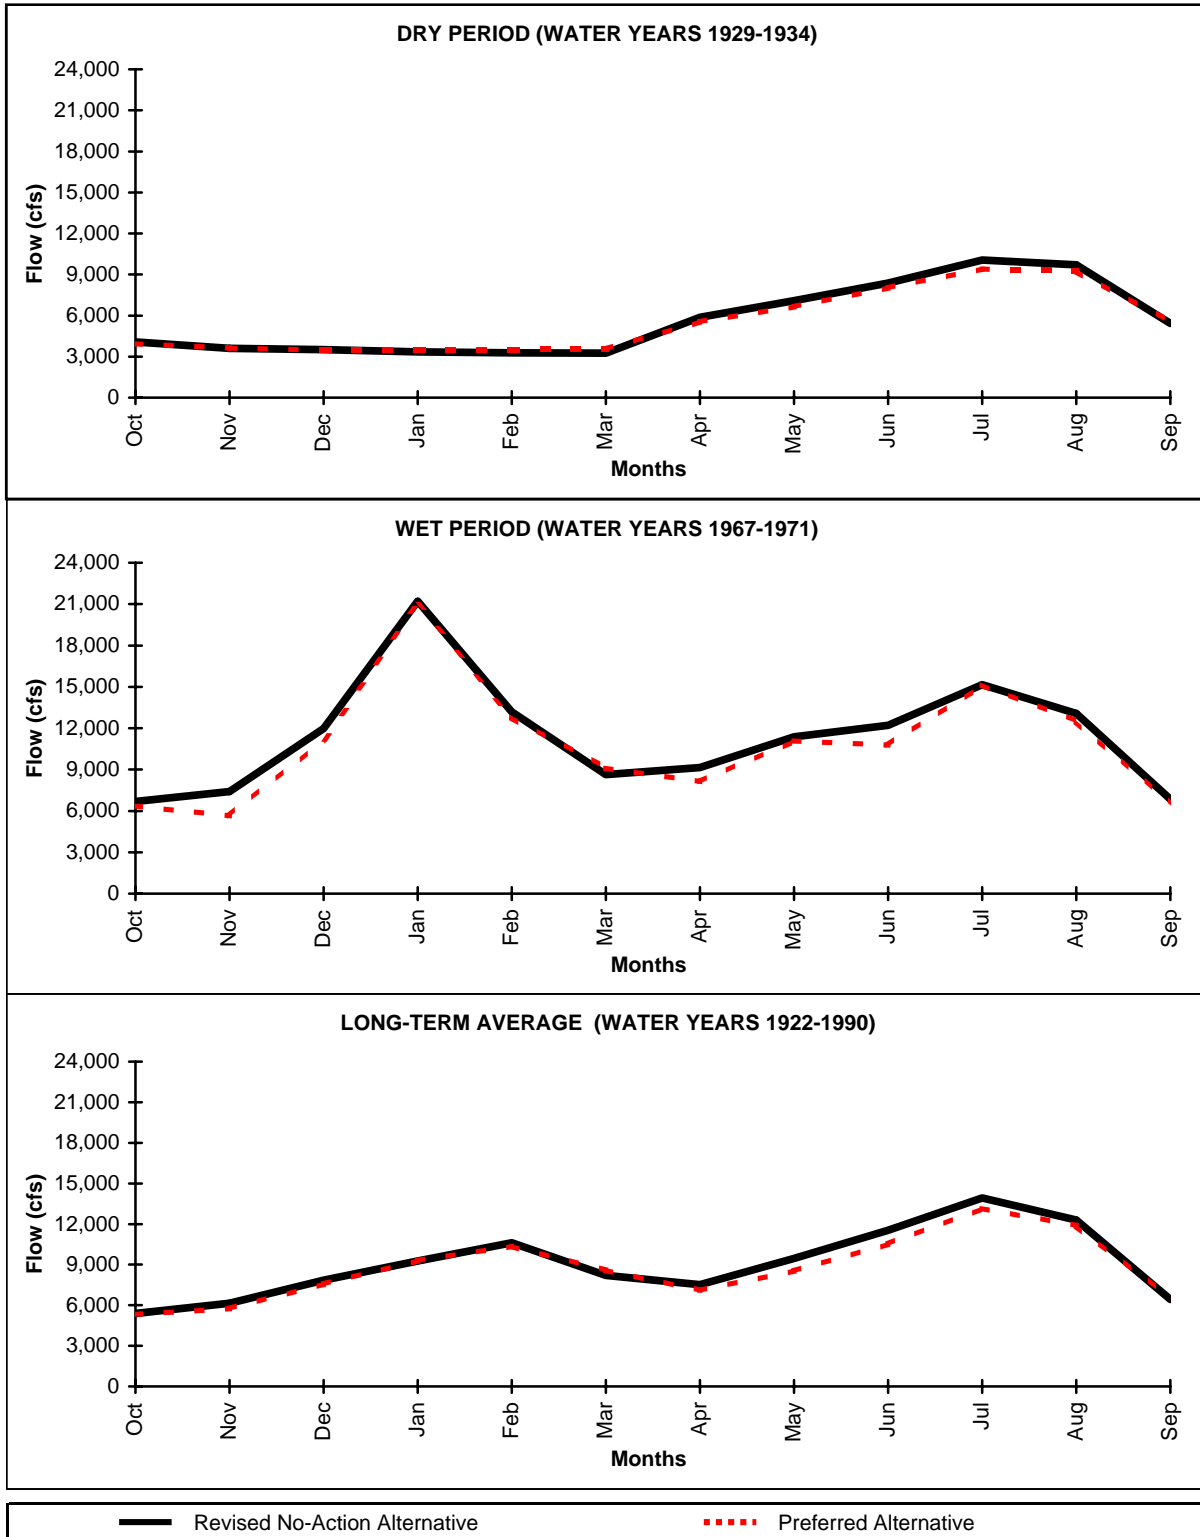 DRY PERIOD (WATER YEARS 1929-1934)
24,000
21,000
18,000
15,000
12,000
9,000
6,000
3,000
0
Flow (cfs)
Oct Nov Dec Jan Feb Mar Apr May Jun Jul Aug Sep
Months
WET PERIOD (WATER YEARS 1967-1971)
24,000
21,000
18,000
15,000
12,000
9,000
6,000
3,000
0
Flow (cfs)
Oct Nov Dec Jan Feb Mar Apr May Jun Jul Aug Sep
Months
LONG-TERM AVERAGE (WATER YEARS 1922-1990)
24,000
21,000
18,000
15,000
12,000
9,000
6,000
3,000
0
Flow (cfs)
Oct Nov Dec Jan Feb Mar Apr May Jun Jul Aug Sep
Months
Revised No-Action Alternative Preferred Alternative